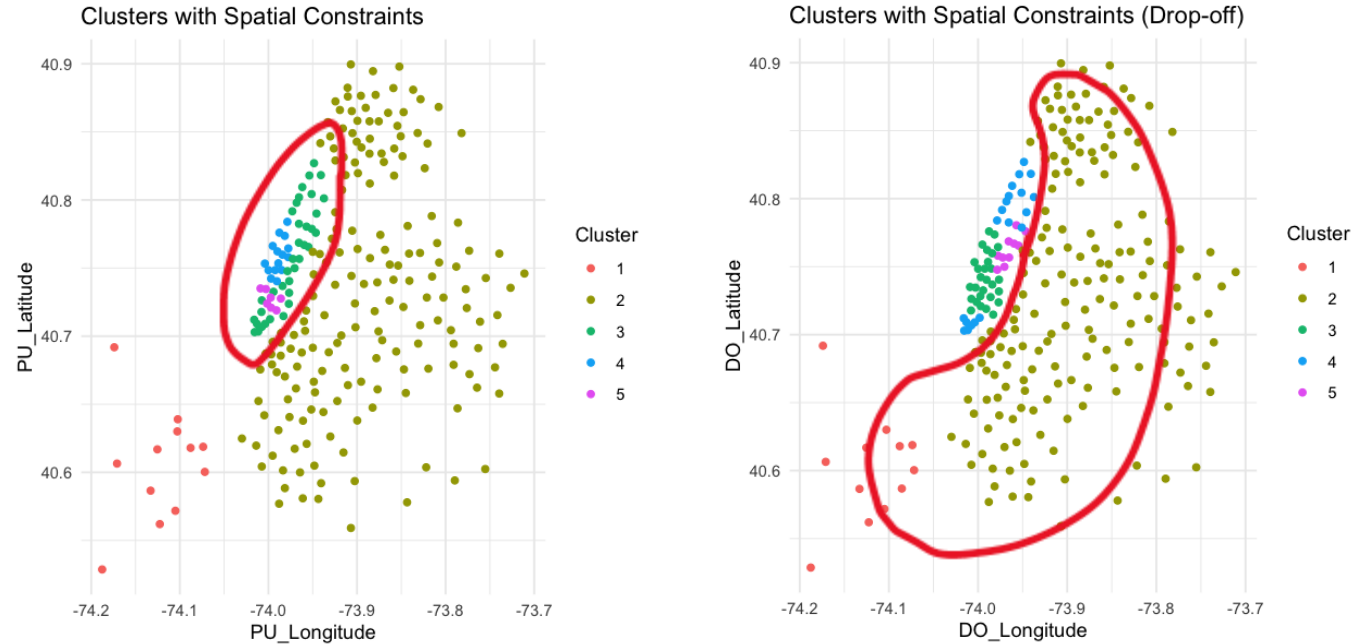 Clusters with Spatial Constraints
PU_Latitude
40.9
40.8
40.7
40.6
-74.2 -74.1 -74.0 -73.9 -73.8 -73.7
PU_Longitude
Cluster
1
2
3
4
5
Clusters with Spatial Constraints (Drop-off)
DO_Latitude
40.9
40.8
40.7
40.6
-74.2 -74.1 -74.0 -73.9 -73.8 -73.7
DO_Longitude
Cluster
1
2
3
4
5